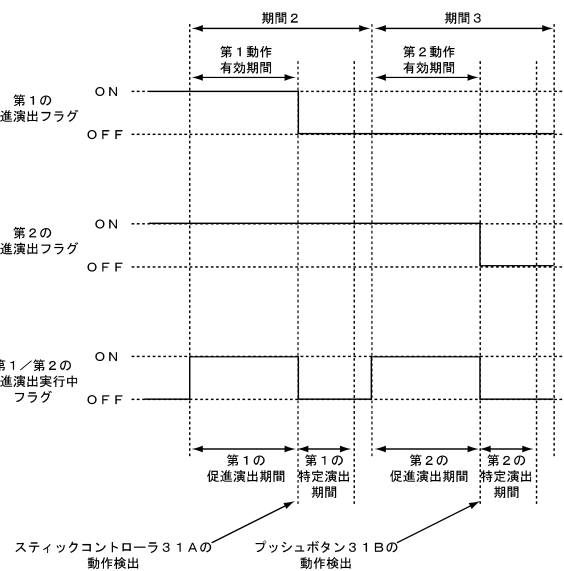 期間２
期間３
第１動作
有効期間
第２動作
有効期間
第１の
進演出フラグ
ＯＮ
ＯＦＦ
第２の
進演出フラグ
ＯＮ
ＯＦＦ
第１／第２の
進演出実行中
フラグ
ＯＮ
ＯＦＦ
第１の
促進演出期間
第１の
特定演出
期間
第２の
促進演出期間
第２の
特定演出
期間
スティックコントローラ３１Ａの
動作検出
プッシュボタン３１Ｂの
動作検出